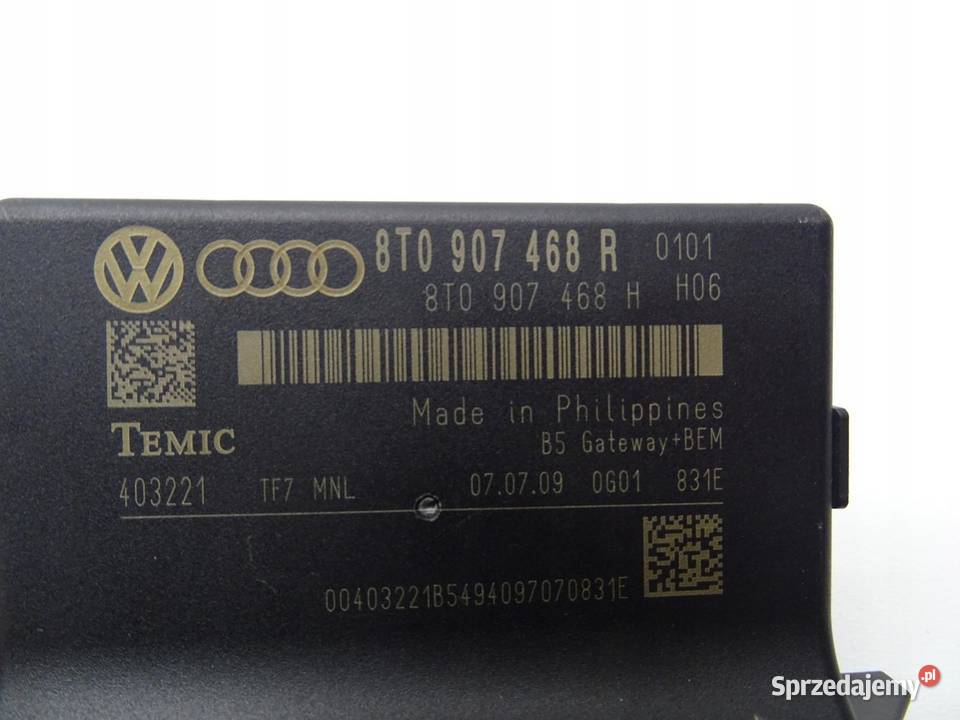 8T0 907 468 R 0101
8T0 907 468 H H06
Made in Philippines
TEMIC
B5 Gateway+BEM
403221 TF7 MNL 07.07.09 0G01 831E
00403221B5494097070831E
Sprzedajemy.pl